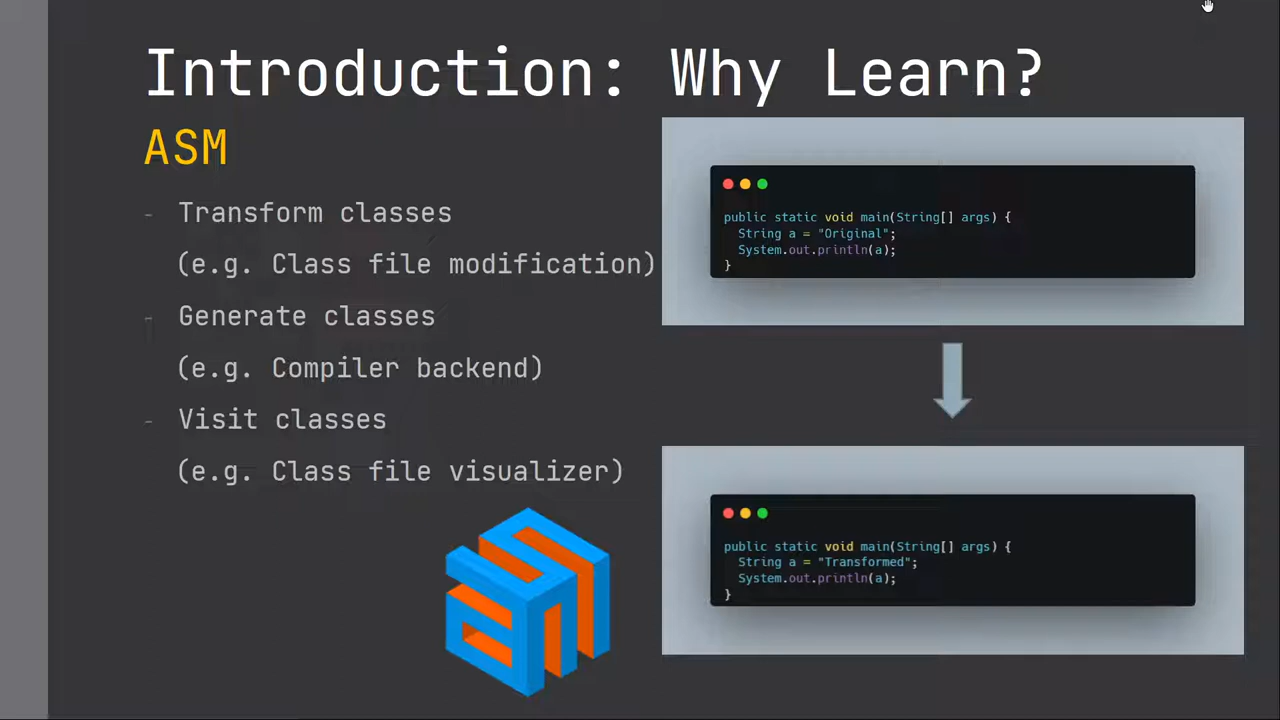 Introduction: Why Learn?
ASM
- Transform classes
(e.g. Class file modification)
- Generate classes
(e.g. Compiler backend)
- Visit classes
(e.g. Class file visualizer)
public static void main(String[] args) {
String a = "Original";
System.out.println(a);
}
public static void main(String[] args) {
String a = "Transformed";
System.out.println(a);
}